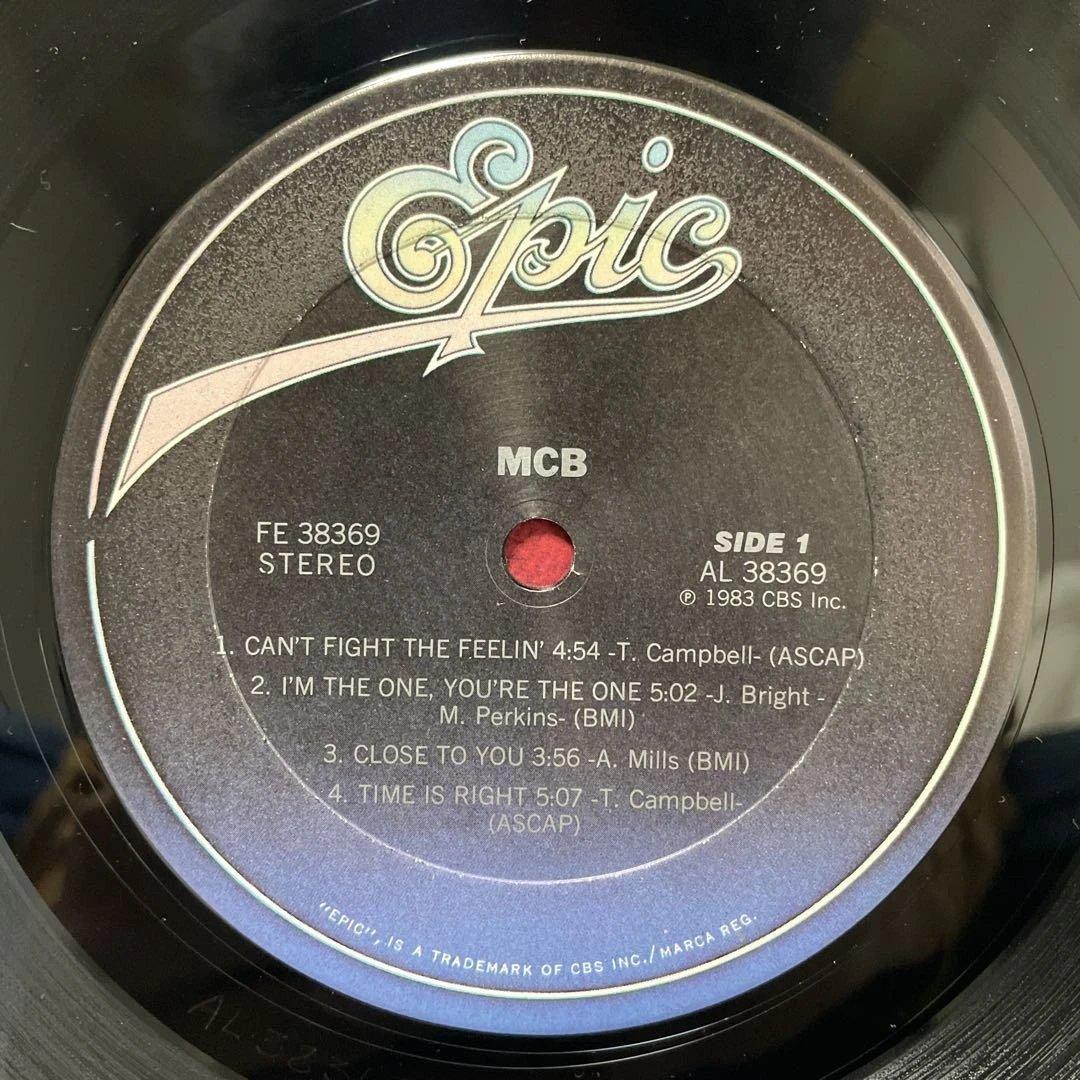 Epic
MCB
FE 38369
STEREO
SIDE 1
AL 38369
℗ 1983 CBS Inc.
1. CAN'T FIGHT THE FEELIN' 4:54 -T. Campbell- (ASCAP)
2. I'M THE ONE, YOU'RE THE ONE 5:02 -J. Bright -
M. Perkins- (BMI)
3. CLOSE TO YOU 3:56 -A. Mills (BMI)
4. TIME IS RIGHT 5:07 -T. Campbell-
(ASCAP)
"EPIC", IS A TRADEMARK OF CBS INC./MARCA REG.